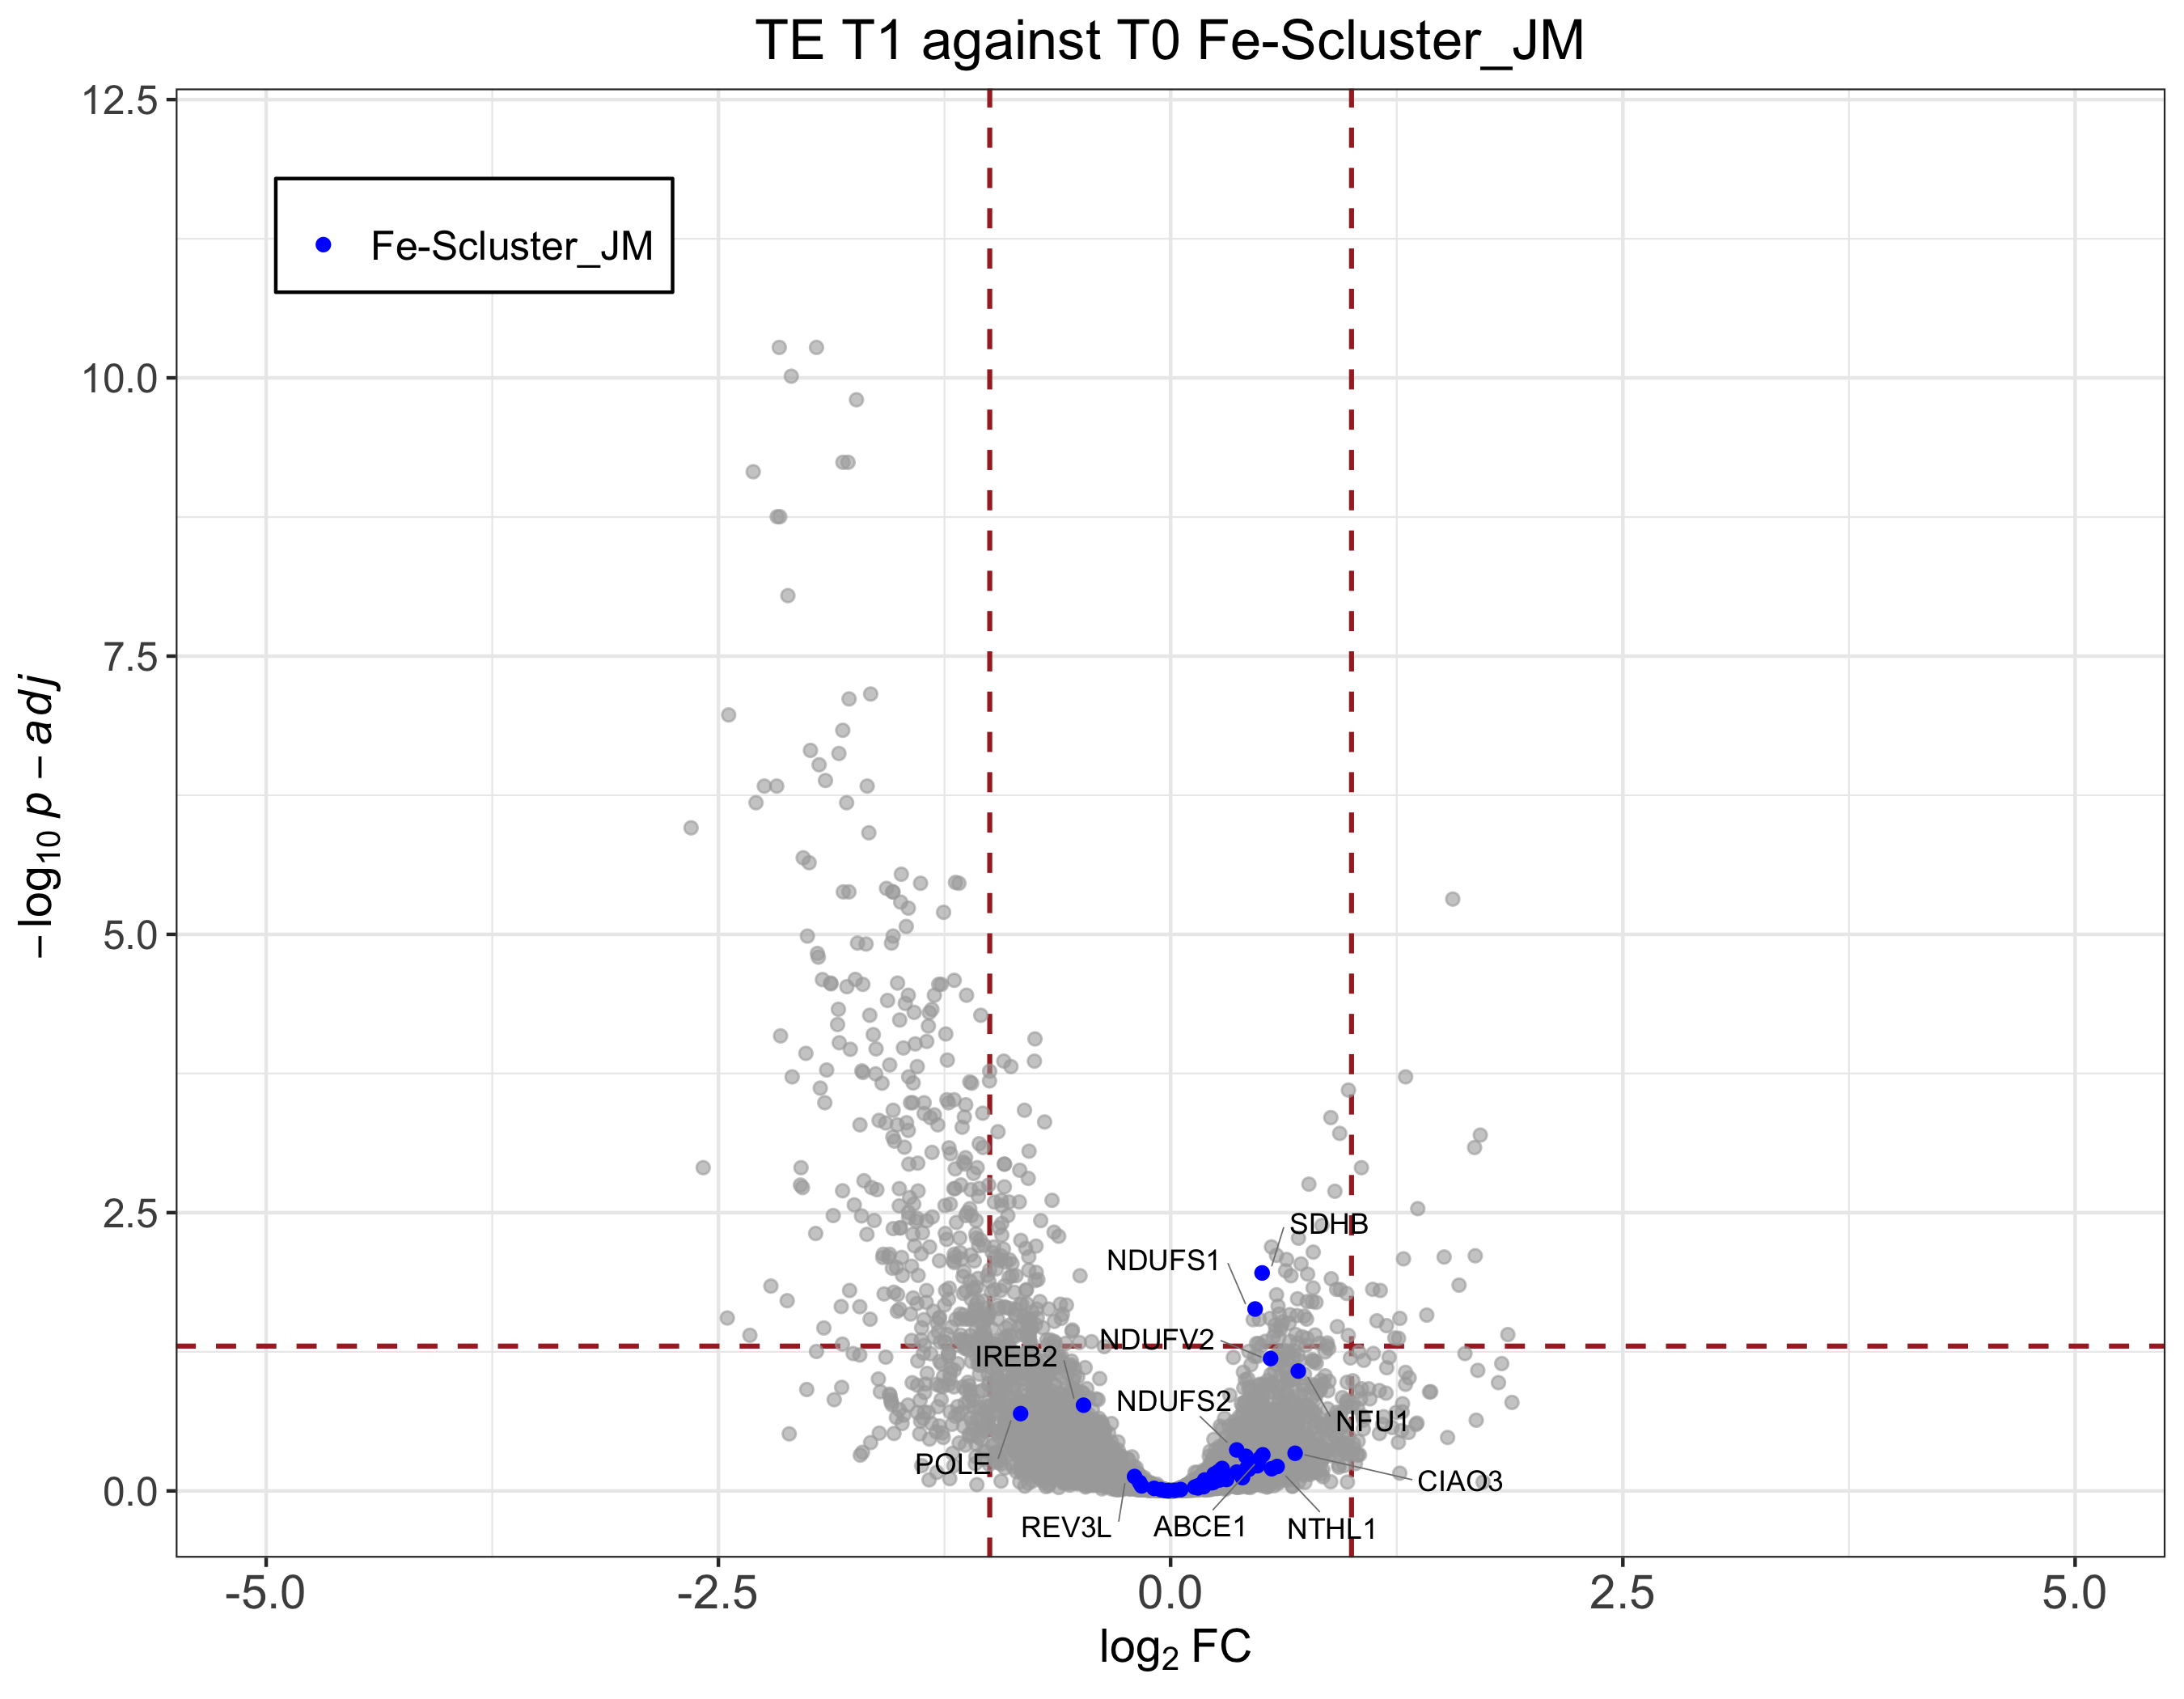 TE T1 against T0 Fe-Scluster_JM
12.5
10.0
7.5
5.0
2.5
0.0
−log10 p − adj
Fe-Scluster_JM
SDHB
NDUFS1
NDUFV2
IREB2
NDUFS2
NFU1
POLE
CIAO3
REV3L
ABCE1
NTHL1
-5.0
-2.5
0.0
2.5
5.0
log2 FC